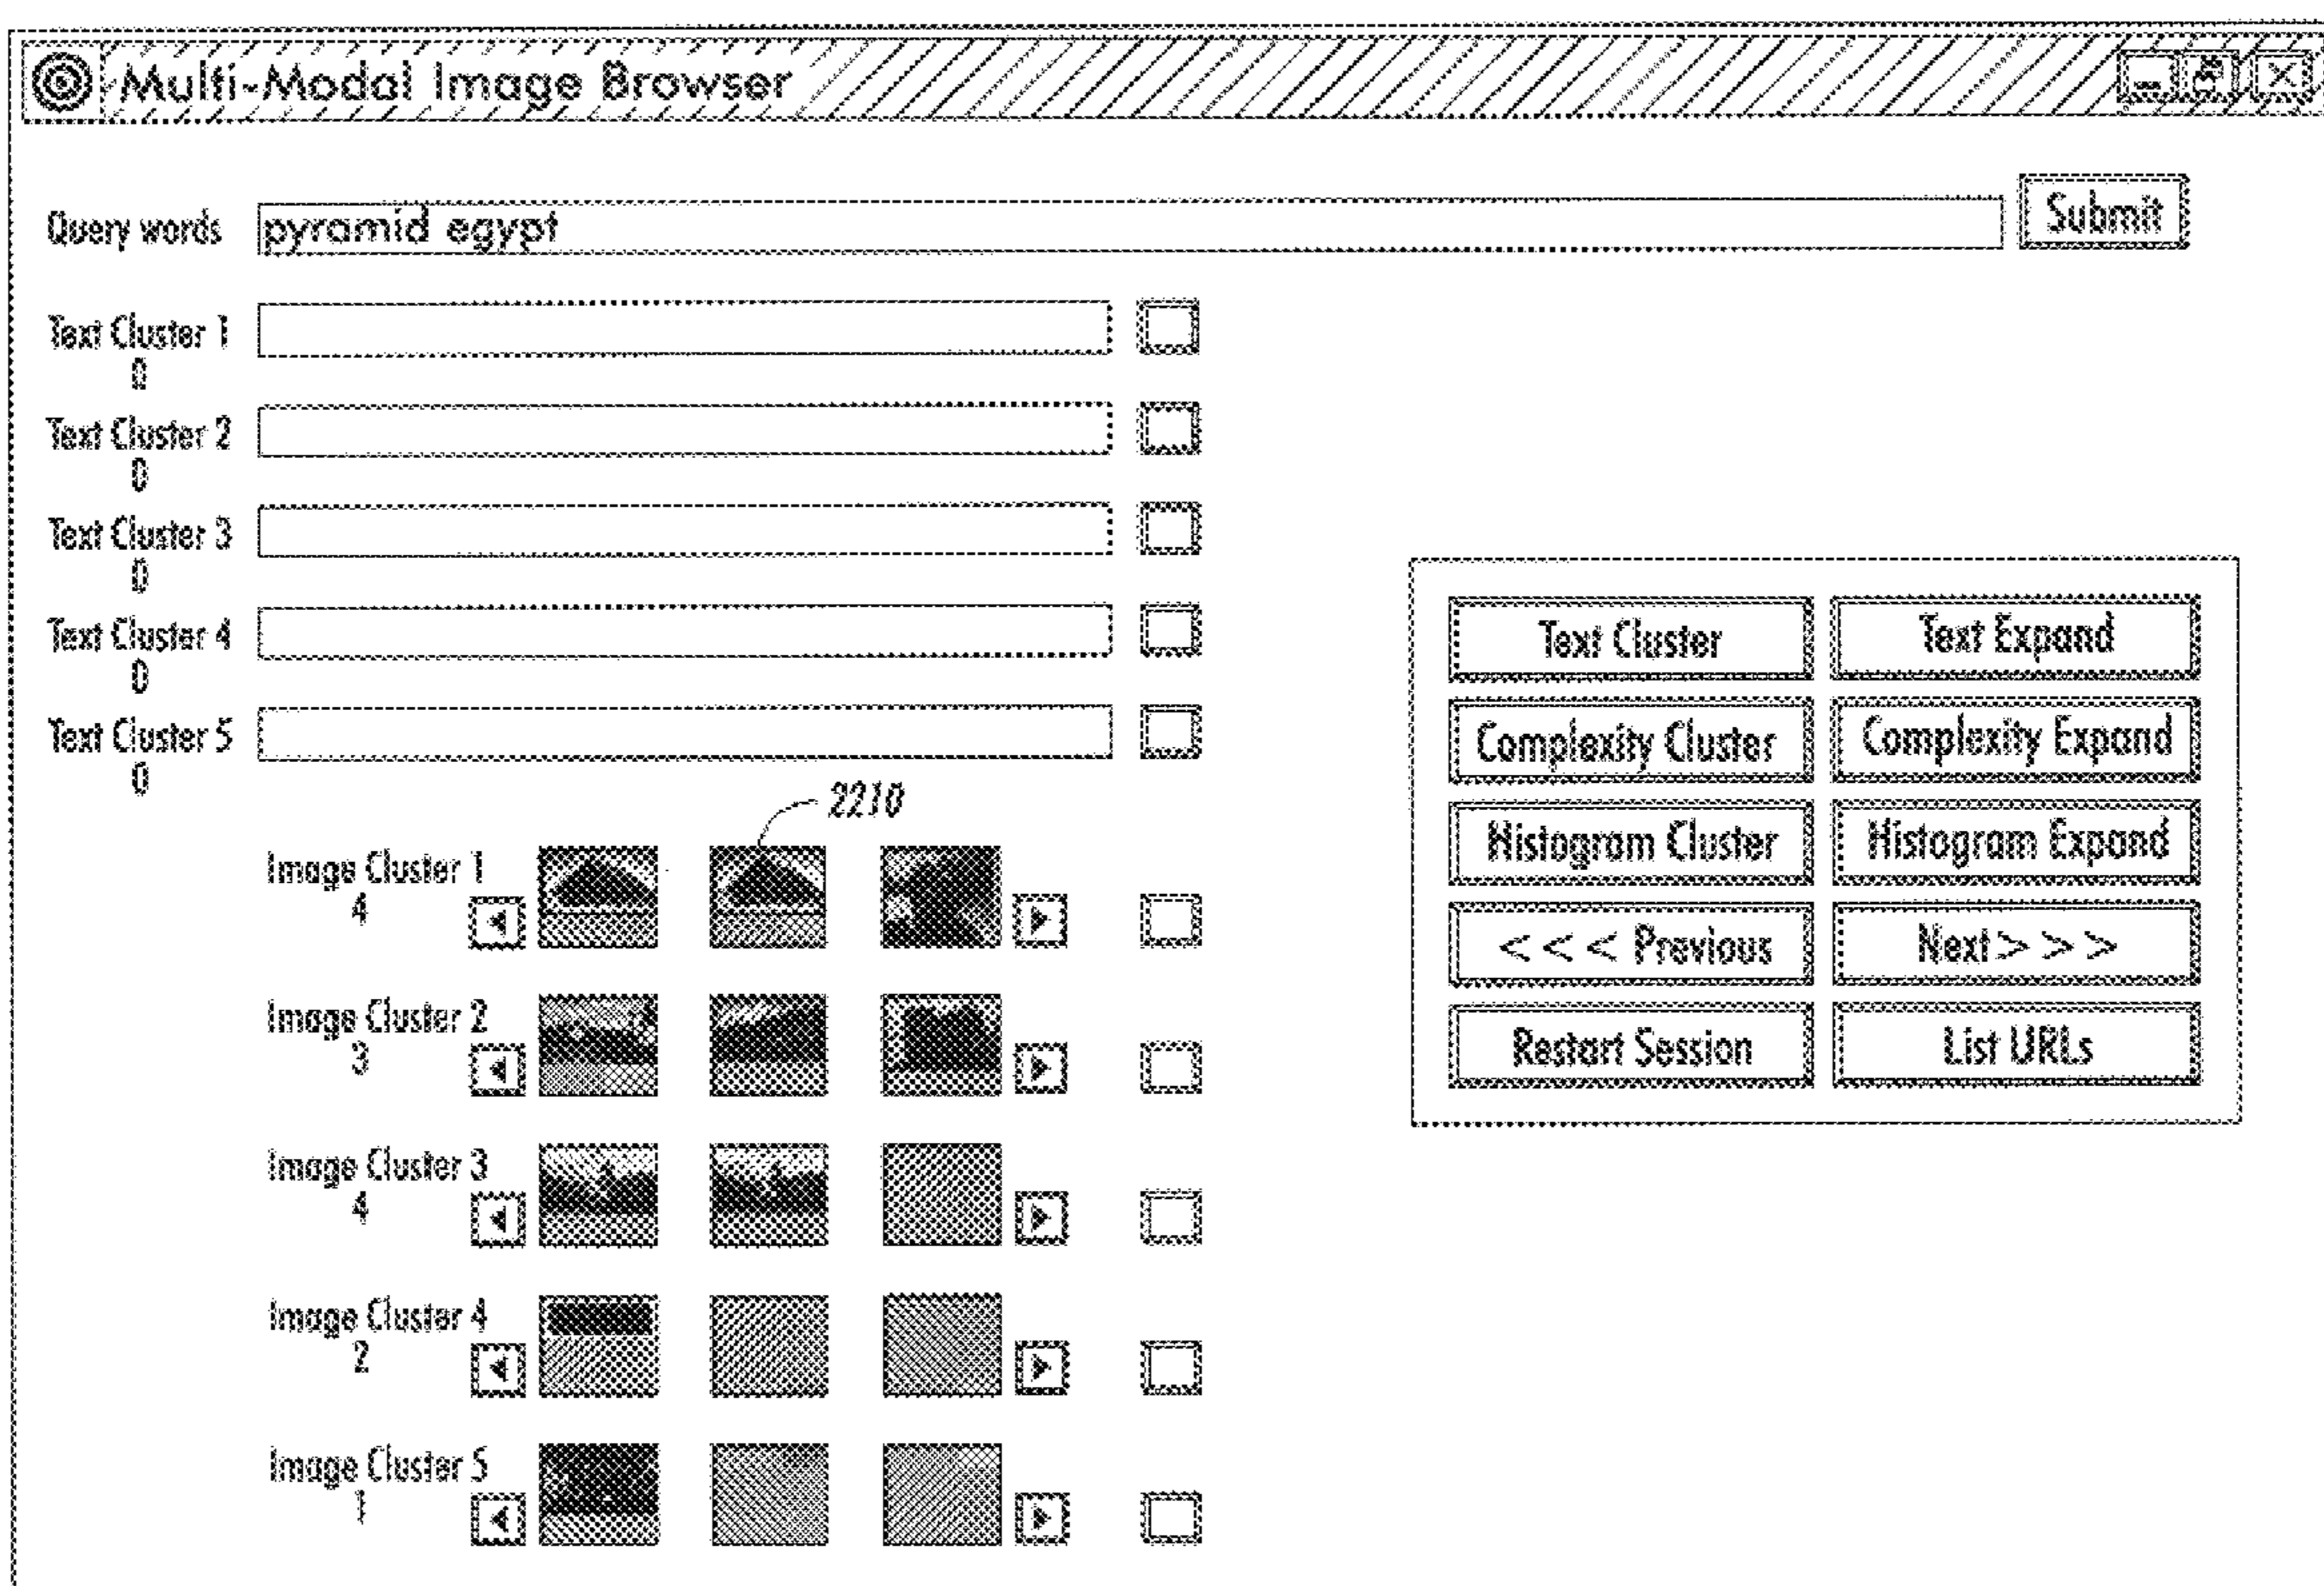 Multi-Modal Image Browser
Query words pyramid egypt Submit
Text Cluster 1
0
Text Cluster 2
0
Text Cluster 3
0
Text Cluster 4
0
Text Cluster 5
0
2210
Image Cluster 1
4
Image Cluster 2
3
Image Cluster 3
4
Image Cluster 4
2
Image Cluster 5
1
Text Cluster Text Expand
Complexity Cluster Complexity Expand
Histogram Cluster Histogram Expand
< < < Previous Next > > >
Restart Session List URLs